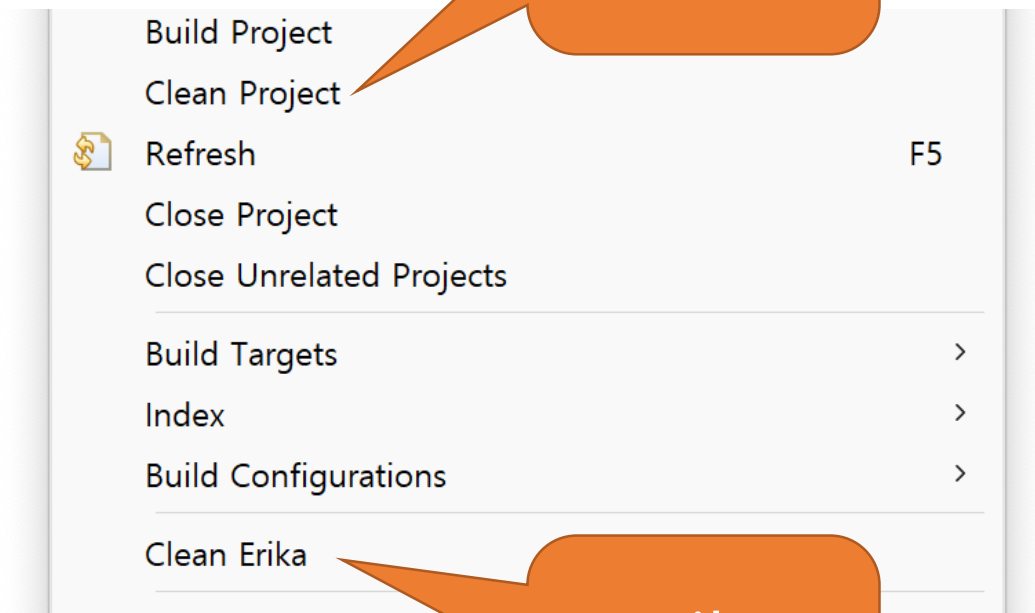 Build Project
Clean Project
Refresh F5
Close Project
Close Unrelated Projects
Build Targets
Index
Build Configurations
Clean Erika